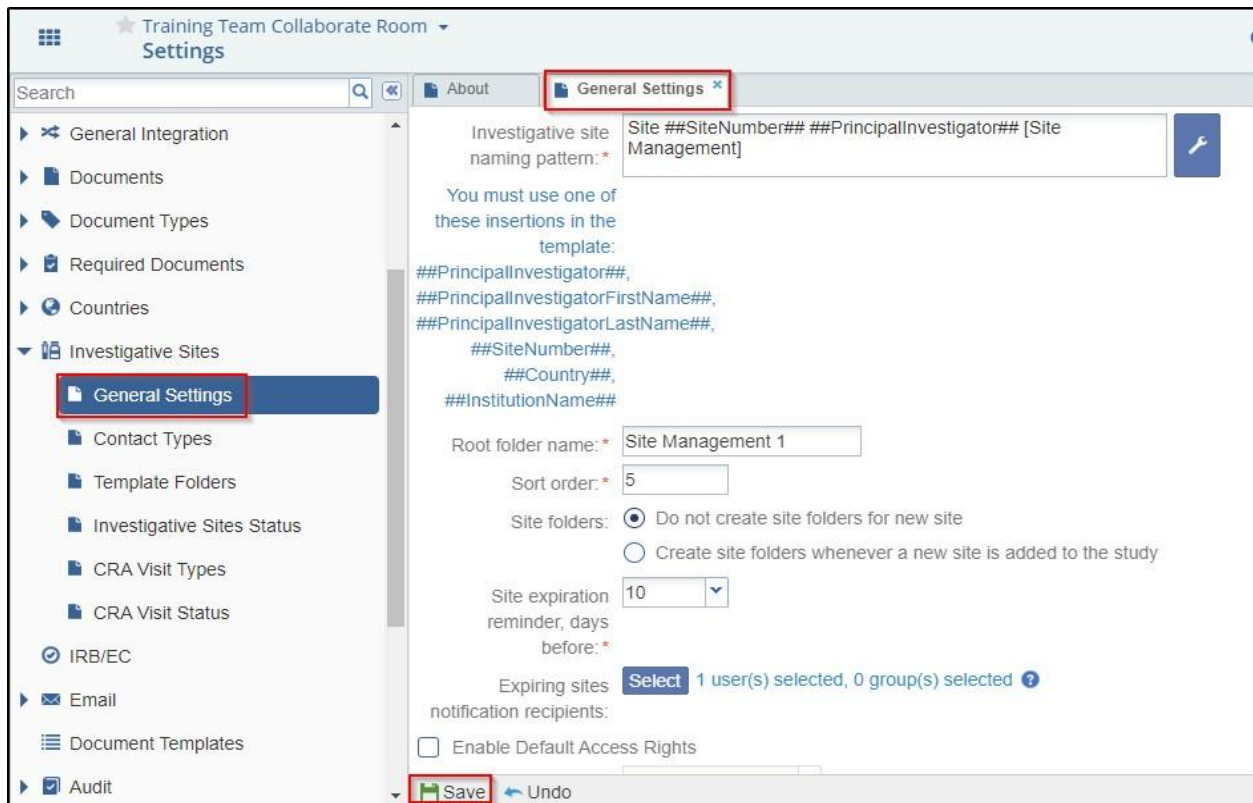 Training Team Collaborate Room
Settings
Search
General Integration
Documents
Document Types
Required Documents
Countries
Investigative Sites
General Settings
Contact Types
Template Folders
Investigative Sites Status
CRA Visit Types
CRA Visit Status
IRB/EC
Email
Document Templates
Audit
About
General Settings
Investigative site
naming pattern:*
Site ##SiteNumber## ##PrincipalInvestigator## [Site
Management]
You must use one of
these insertions in the
template:
##PrincipalInvestigator##,
##PrincipalInvestigatorFirstName##,
##PrincipalInvestigatorLastName##,
##SiteNumber##,
##Country##,
##InstitutionName##
Root folder name:* Site Management 1
Sort order:* 5
Site folders: Do not create site folders for new site
Create site folders whenever a new site is added to the study
Site expiration
reminder, days
before:*
10
Expiring sites
notification recipients:
Select 1 user(s) selected, 0 group(s) selected ?
Enable Default Access Rights
Save Undo